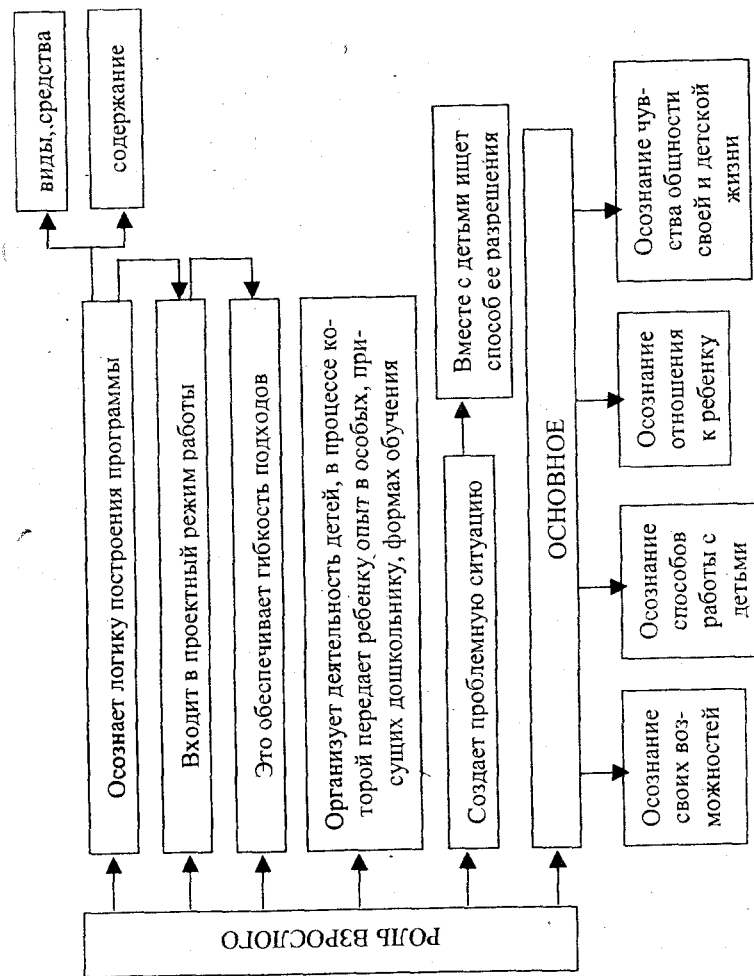 РОЛЬ ВЗРОСЛОГО
Осознает логику построения программы
виды, средства
содержание
Входит в проектный режим работы
Это обеспечивает гибкость подходов
Организует деятельность детей, в процессе ко-
торой передает ребенку опыт в особых, при-
сущих дошкольнику, формах обучения
Создает проблемную ситуацию
Вместе с детьми ищет
способ ее разрешения
ОСНОВНОЕ
Осознание
своих воз-
можностей
Осознание
способов
работы с
детьми
Осознание
отношения
к ребенку
Осознание чув-
ства общности
своей и детской
жизни